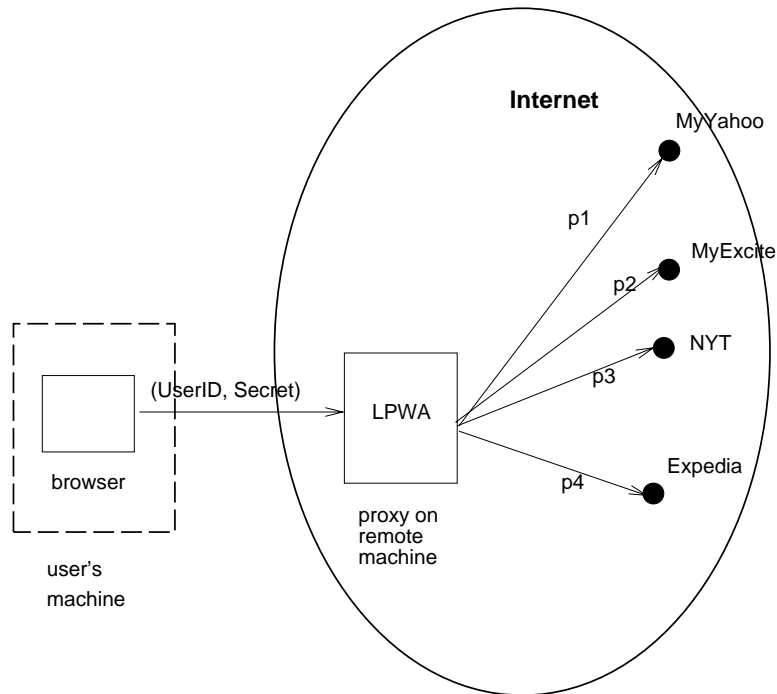 Internet
MyYahoo
p1
MyExcite
p2
NYT
p3
(UserID, Secret)
LPWA
browser
Expedia
p4
proxy on
remote
machine
user's
machine